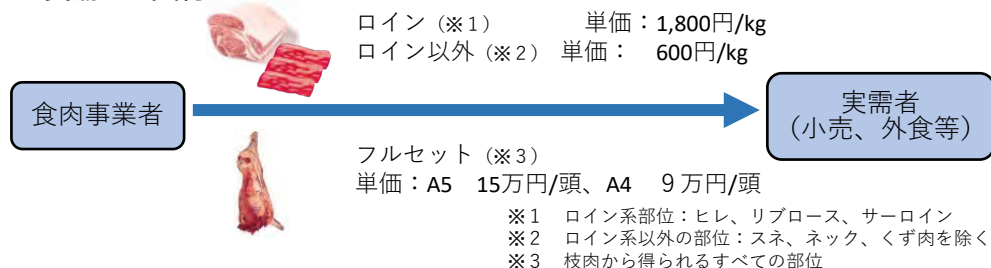 ロイン（※１） 単価：1,800円/kg
ロイン以外（※２） 単価： 600円/kg
食肉事業者
実需者
（小売、外食等）
フルセット（※３）
単価：A5 15万円/頭、A4 ９万円/頭
※１ ロイン系部位：ヒレ、リブロース、サーロイン
※２ ロイン系以外の部位：スネ、ネック、くず肉を除く
※３ 枝肉から得られるすべての部位